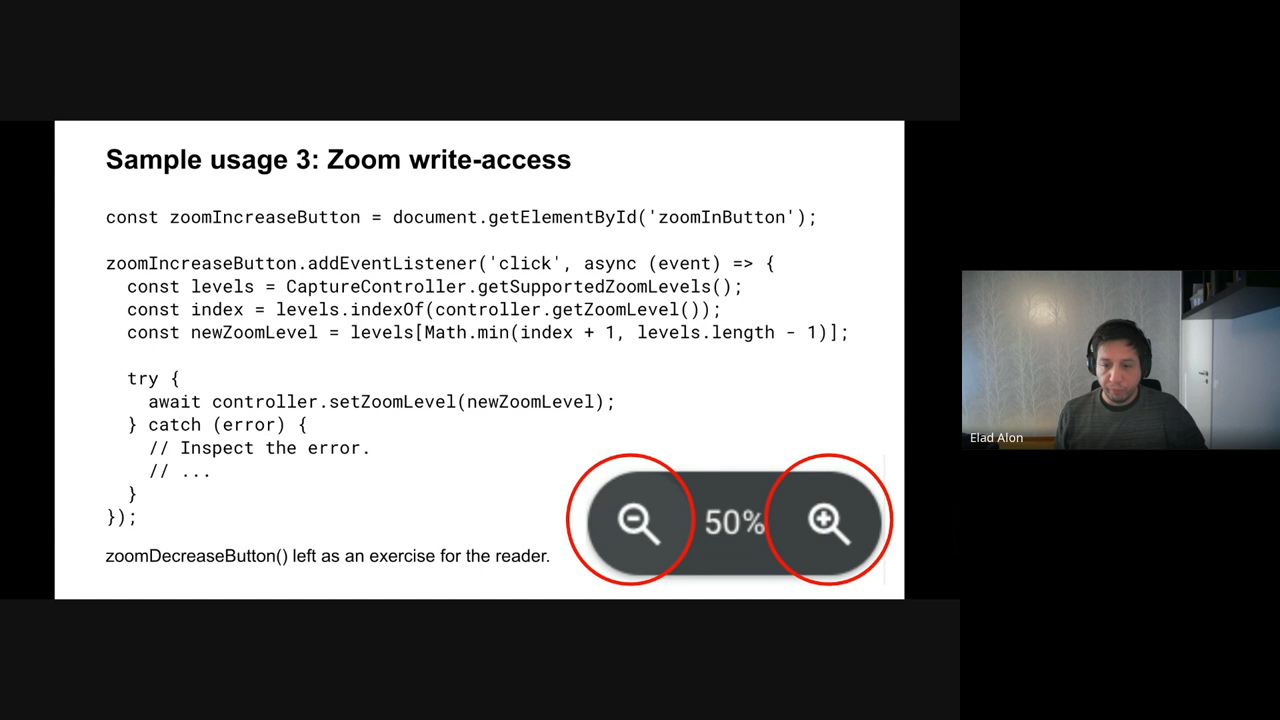 Sample usage 3: Zoom write-access
const zoomIncreaseButton = document.getElementById('zoomInButton');
zoomIncreaseButton.addEventListener('click', async (event) => {
const levels = CaptureController.getSupportedZoomLevels();
const index = levels.indexOf(controller.getZoomLevel());
const newZoomLevel = levels[Math.min(index + 1, levels.length - 1)];
try {
await controller.setZoomLevel(newZoomLevel);
} catch (error) {
// Inspect the error.
// ...
}
});
zoomDecreaseButton() left as an exercise for the reader.
50%
Elad Alon